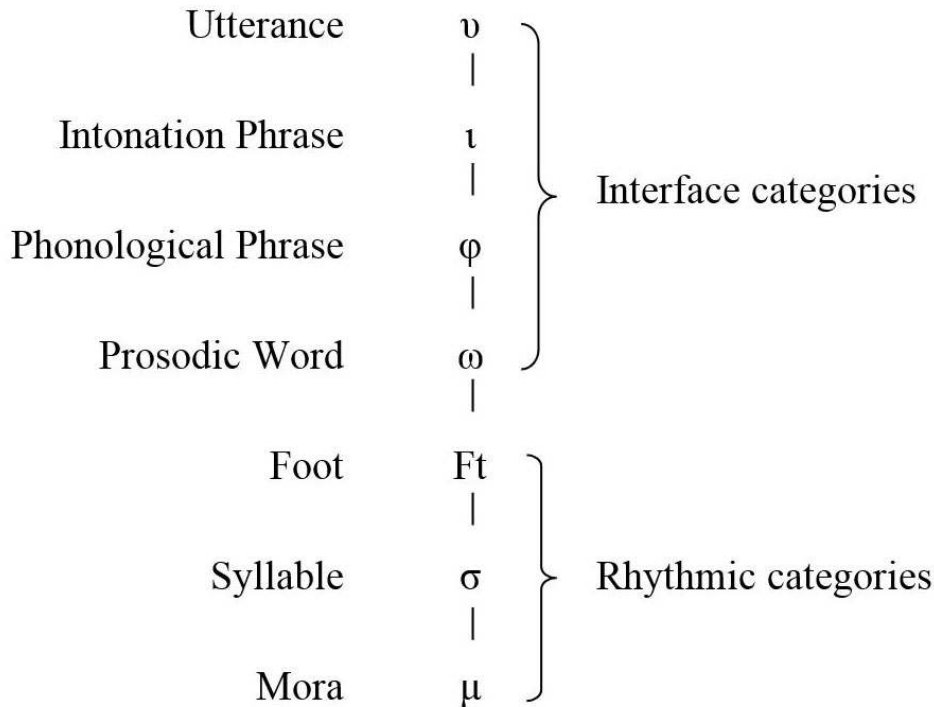 Utterance υ
Intonation Phrase ι
Interface categories
Phonological Phrase φ
Prosodic Word ω
Foot Ft
Syllable σ Rhythmic categories
Mora μ